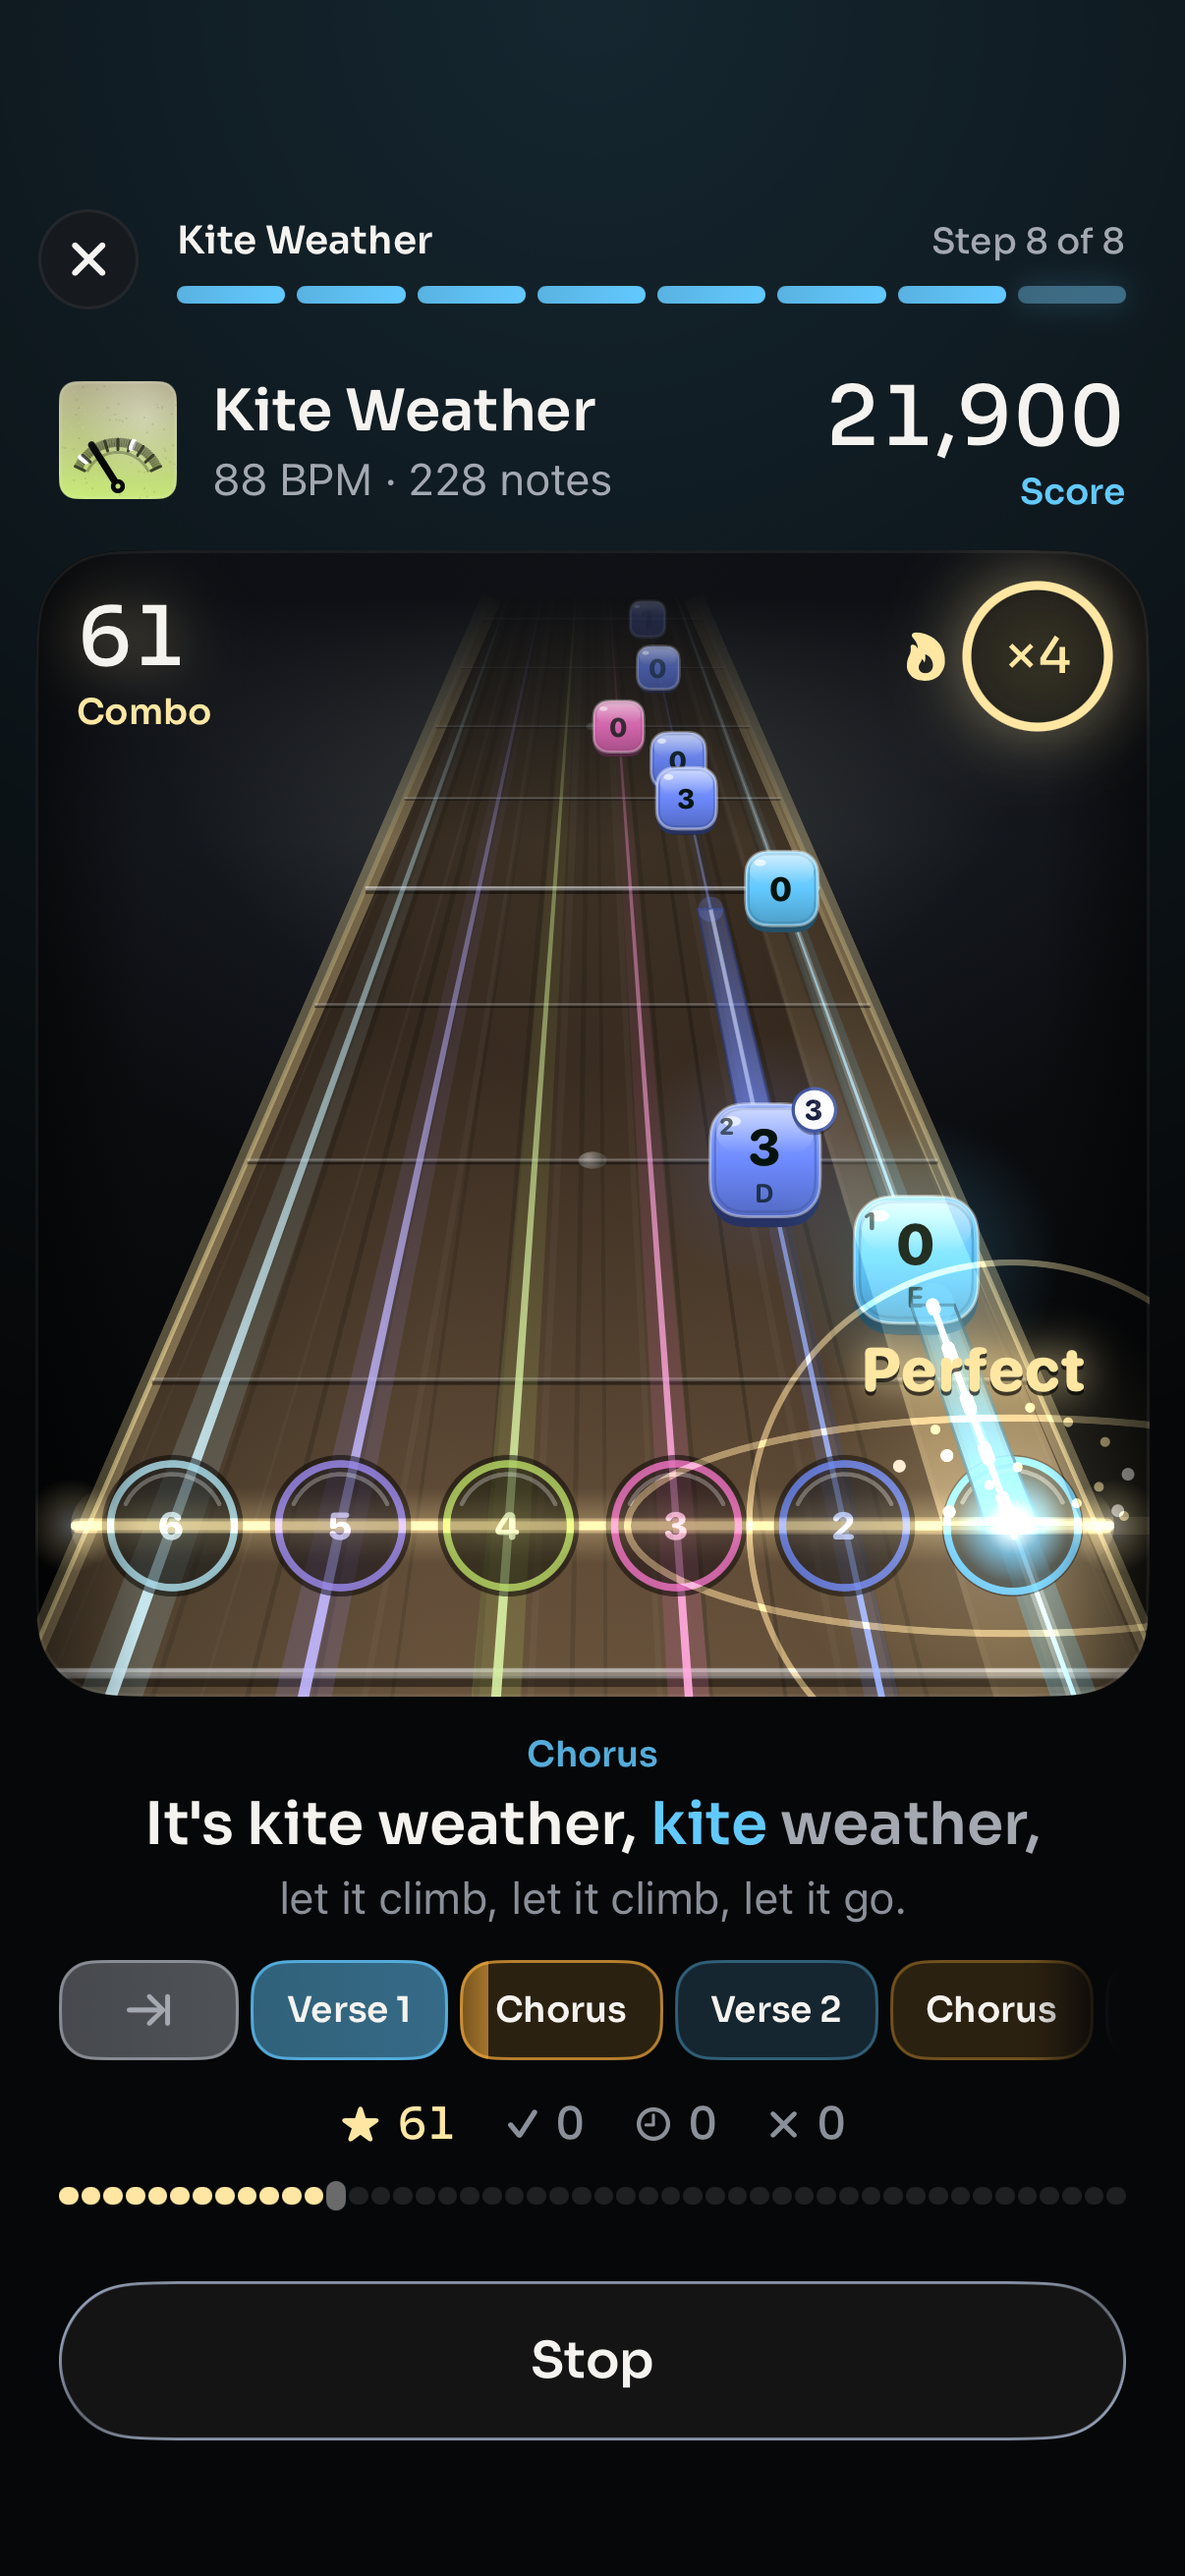 Kite Weather
Step 8 of 8
Kite Weather
88 BPM · 228 notes
21,900
Score
61
Combo
×4
0
0
0
3
0
3
2
3
D
1
0
E
Perfect
6
5
4
3
2
Chorus
It's kite weather, kite weather,
let it climb, let it climb, let it go.
Verse 1
Chorus
Verse 2
Chorus
61
0
0
0
Stop